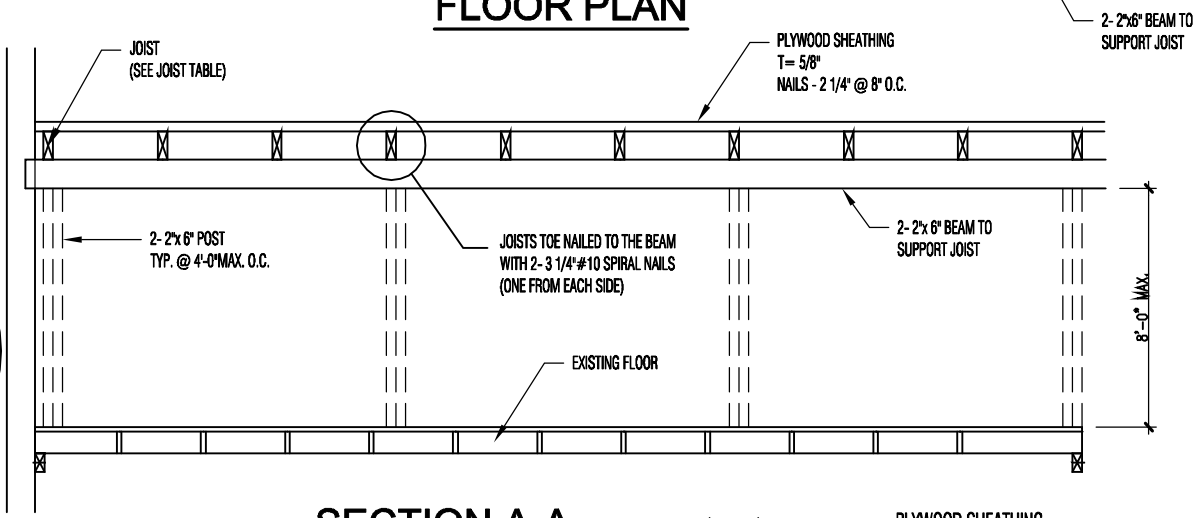 FLOOR PLAN
2- 2"x6" BEAM TO
SUPPORT JOIST
JOIST
(SEE JOIST TABLE)
PLYWOOD SHEATHING
T= 5/8"
NAILS - 2 1/4" @ 8" O.C.
2- 2"x 6" POST
TYP. @ 4'-0"MAX. O.C.
JOISTS TOE NAILED TO THE BEAM
WITH 2- 3 1/4"#10 SPIRAL NAILS
(ONE FROM EACH SIDE)
2- 2"x 6" BEAM TO
SUPPORT JOIST
8'-0" MAX.
EXISTING FLOOR
SECTION A-A
PLYWOOD SHEATHING